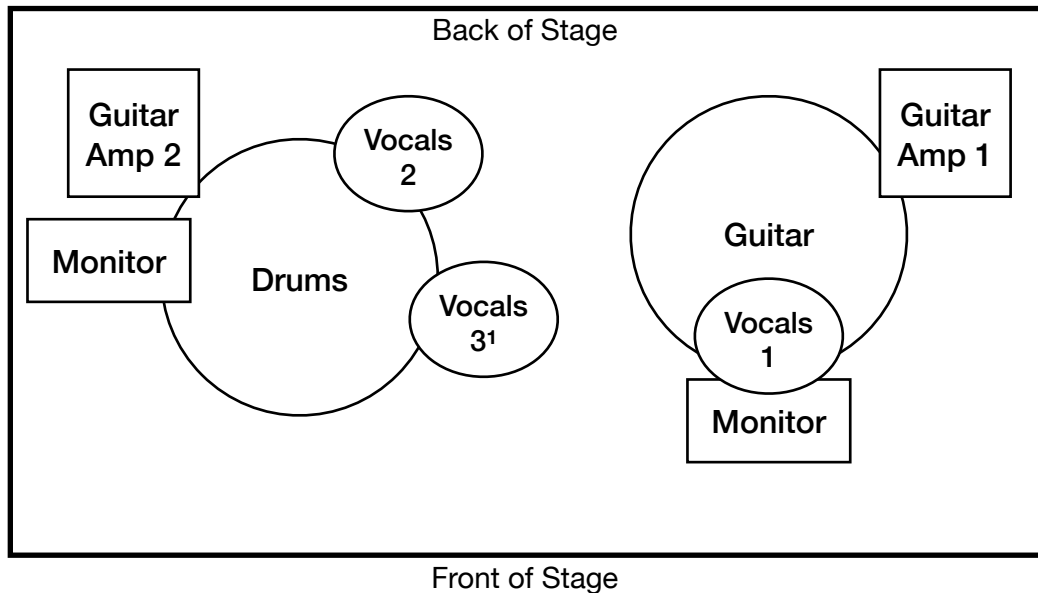 Back of Stage
Guitar
Amp 2
Vocals
2
Guitar
Amp 1
Monitor
Drums
Guitar
Vocals
3¹
Vocals
1
Monitor
Front of Stage